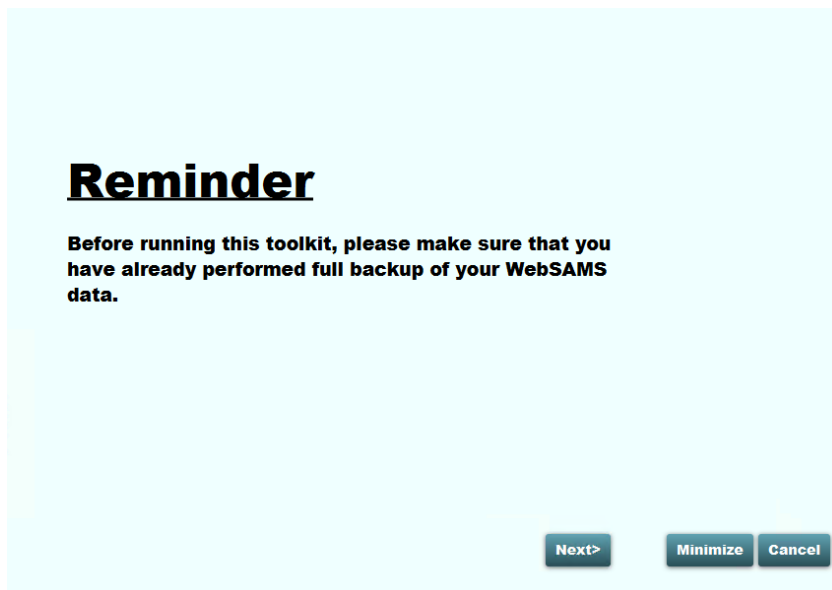 Reminder
Before running this toolkit, please make sure that you
have already performed full backup of your WebSAMS
data.
Next>
Minimize
Cancel